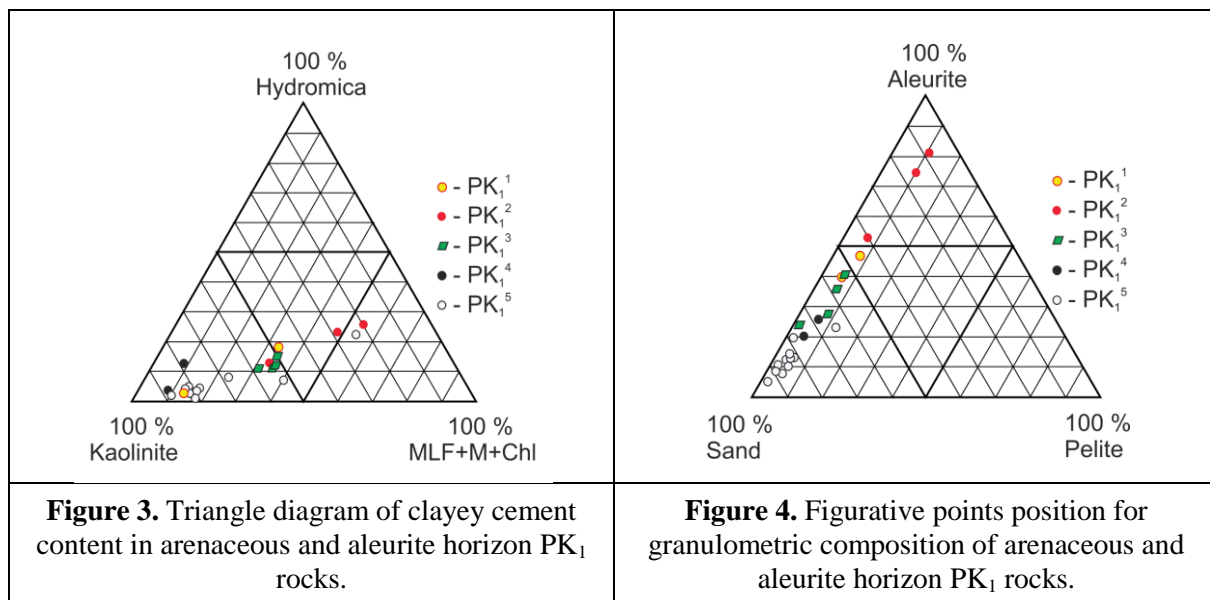 100 %
Hydromica
- PK₁¹
- PK₁²
- PK₁³
- PK₁⁴
- PK₁⁵
100 %
Kaolinite
100 %
MLF+M+Chl
100 %
Aleurite
- PK₁¹
- PK₁²
- PK₁³
- PK₁⁴
- PK₁⁵
100 %
Sand
100 %
Pelite
Figure 3. Triangle diagram of clayey cement
content in arenaceous and aleurite horizon PK₁
rocks.
Figure 4. Figurative points position for
granulometric composition of arenaceous and
aleurite horizon PK₁ rocks.